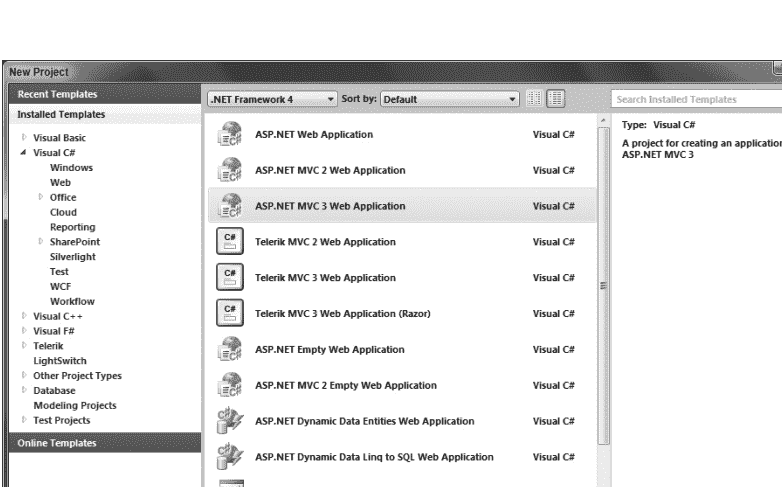 New Project
Recent Templates
Installed Templates
Visual Basic
Visual C#
Windows
Web
Office
Cloud
Reporting
SharePoint
Silverlight
Test
WCF
Workflow
Visual C++
Visual F#
Telerik
LightSwitch
Other Project Types
Database
Modeling Projects
Test Projects
Online Templates
.NET Framework 4 Sort by: Default
ASP.NET Web Application Visual C#
ASP.NET MVC 2 Web Application Visual C#
ASP.NET MVC 3 Web Application Visual C#
Telerik MVC 2 Web Application Visual C#
Telerik MVC 3 Web Application Visual C#
Telerik MVC 3 Web Application (Razor) Visual C#
ASP.NET Empty Web Application Visual C#
ASP.NET MVC 2 Empty Web Application Visual C#
ASP.NET Dynamic Data Entities Web Application Visual C#
ASP.NET Dynamic Data Linq to SQL Web Application Visual C#
Search Installed Templates
Type: Visual C#
A project for creating an application
ASP.NET MVC 3